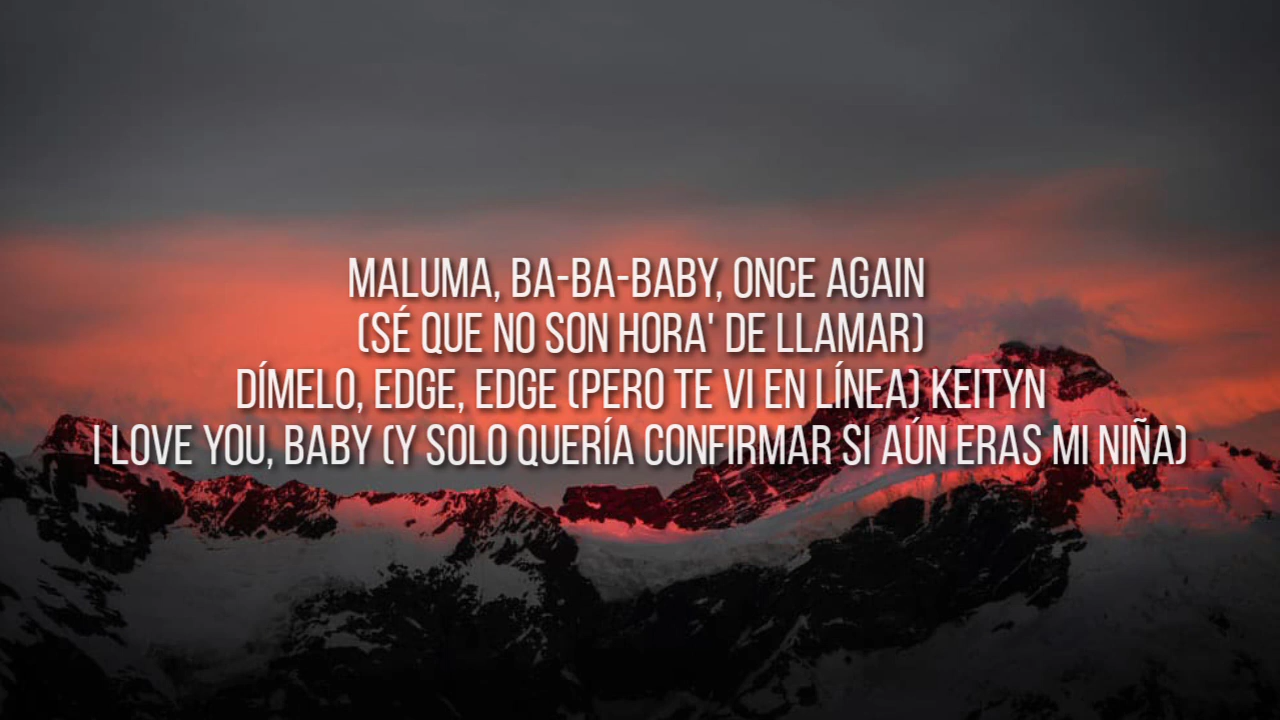 MALUMA, BA-BA-BABY, ONCE AGAIN
(SÉ QUE NO SON HORA' DE LLAMAR)
DÍMELO, EDGE, EDGE (PERO TE VI EN LÍNEA) KEITYN
I LOVE YOU, BABY (Y SOLO QUERÍA CONFIRMAR SI AÚN ERAS MI NIÑA)